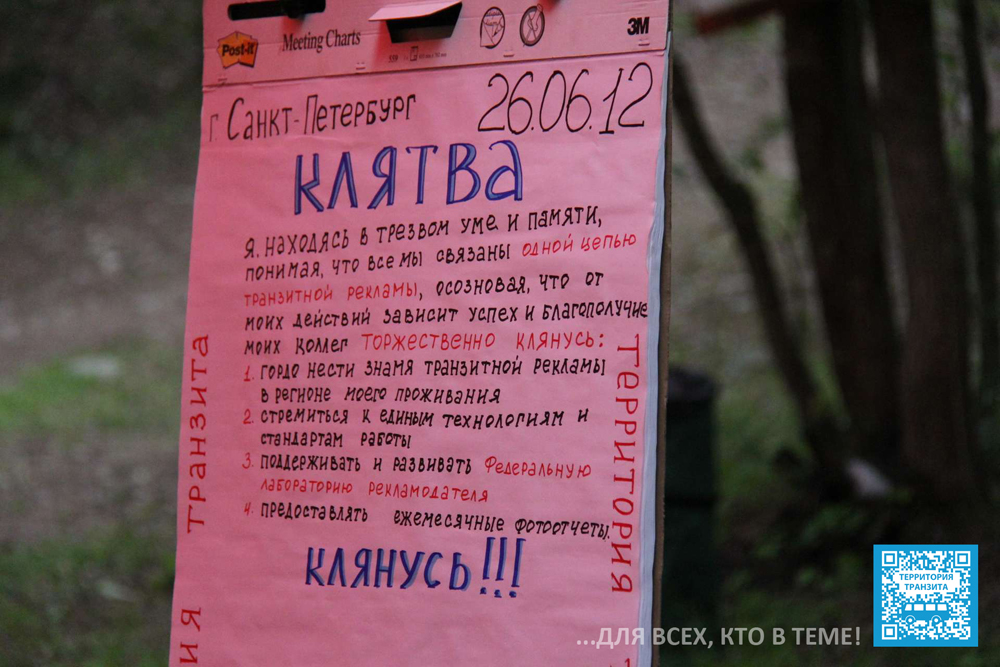 Post-it
Meeting Charts
3M
г Санкт-Петербург
26.06.12
КЛЯТВА
Я, находясь в трезвом уме и памяти,
понимая, что все мы связаны одной цепью
транзитной рекламы, осозновая, что от
моих действий зависит успех и благополучие
моих коллег торжественно клянусь:
1. гордо нести знамя транзитной рекламы
в регионе моего проживания
2. стремиться к единым технологиям и
стандартам работы
3. поддерживать и развивать Федеральную
лабораторию рекламодателя
4. предоставлять ежемесячные фотоотчеты.
КЛЯНУСЬ!!!
ия транзита
Территория
...ДЛЯ ВСЕХ, КТО В ТЕМЕ!
ТЕРРИТОРИЯ
ТРАНЗИТА